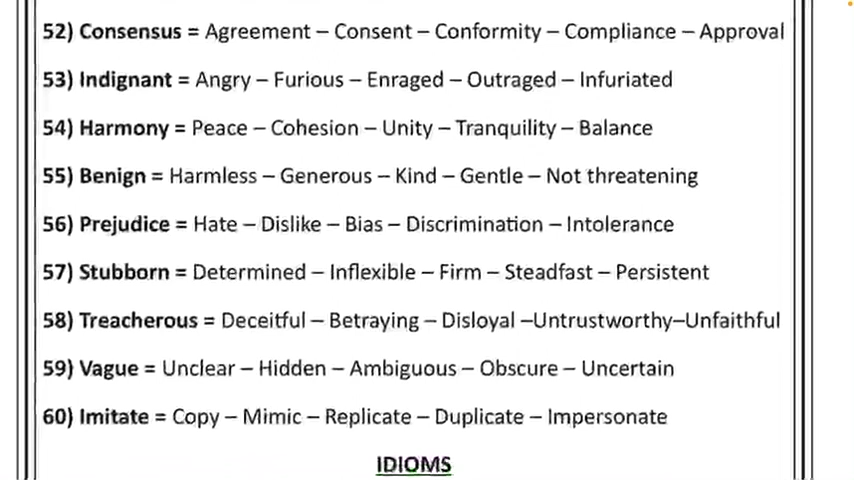 52) Consensus = Agreement – Consent – Conformity – Compliance – Approval
53) Indignant = Angry – Furious – Enraged – Outraged – Infuriated
54) Harmony = Peace – Cohesion – Unity – Tranquility – Balance
55) Benign = Harmless – Generous – Kind – Gentle – Not threatening
56) Prejudice = Hate – Dislike – Bias – Discrimination – Intolerance
57) Stubborn = Determined – Inflexible – Firm – Steadfast – Persistent
58) Treacherous = Deceitful – Betraying – Disloyal –Untrustworthy–Unfaithful
59) Vague = Unclear – Hidden – Ambiguous – Obscure – Uncertain
60) Imitate = Copy – Mimic – Replicate – Duplicate – Impersonate
IDIOMS